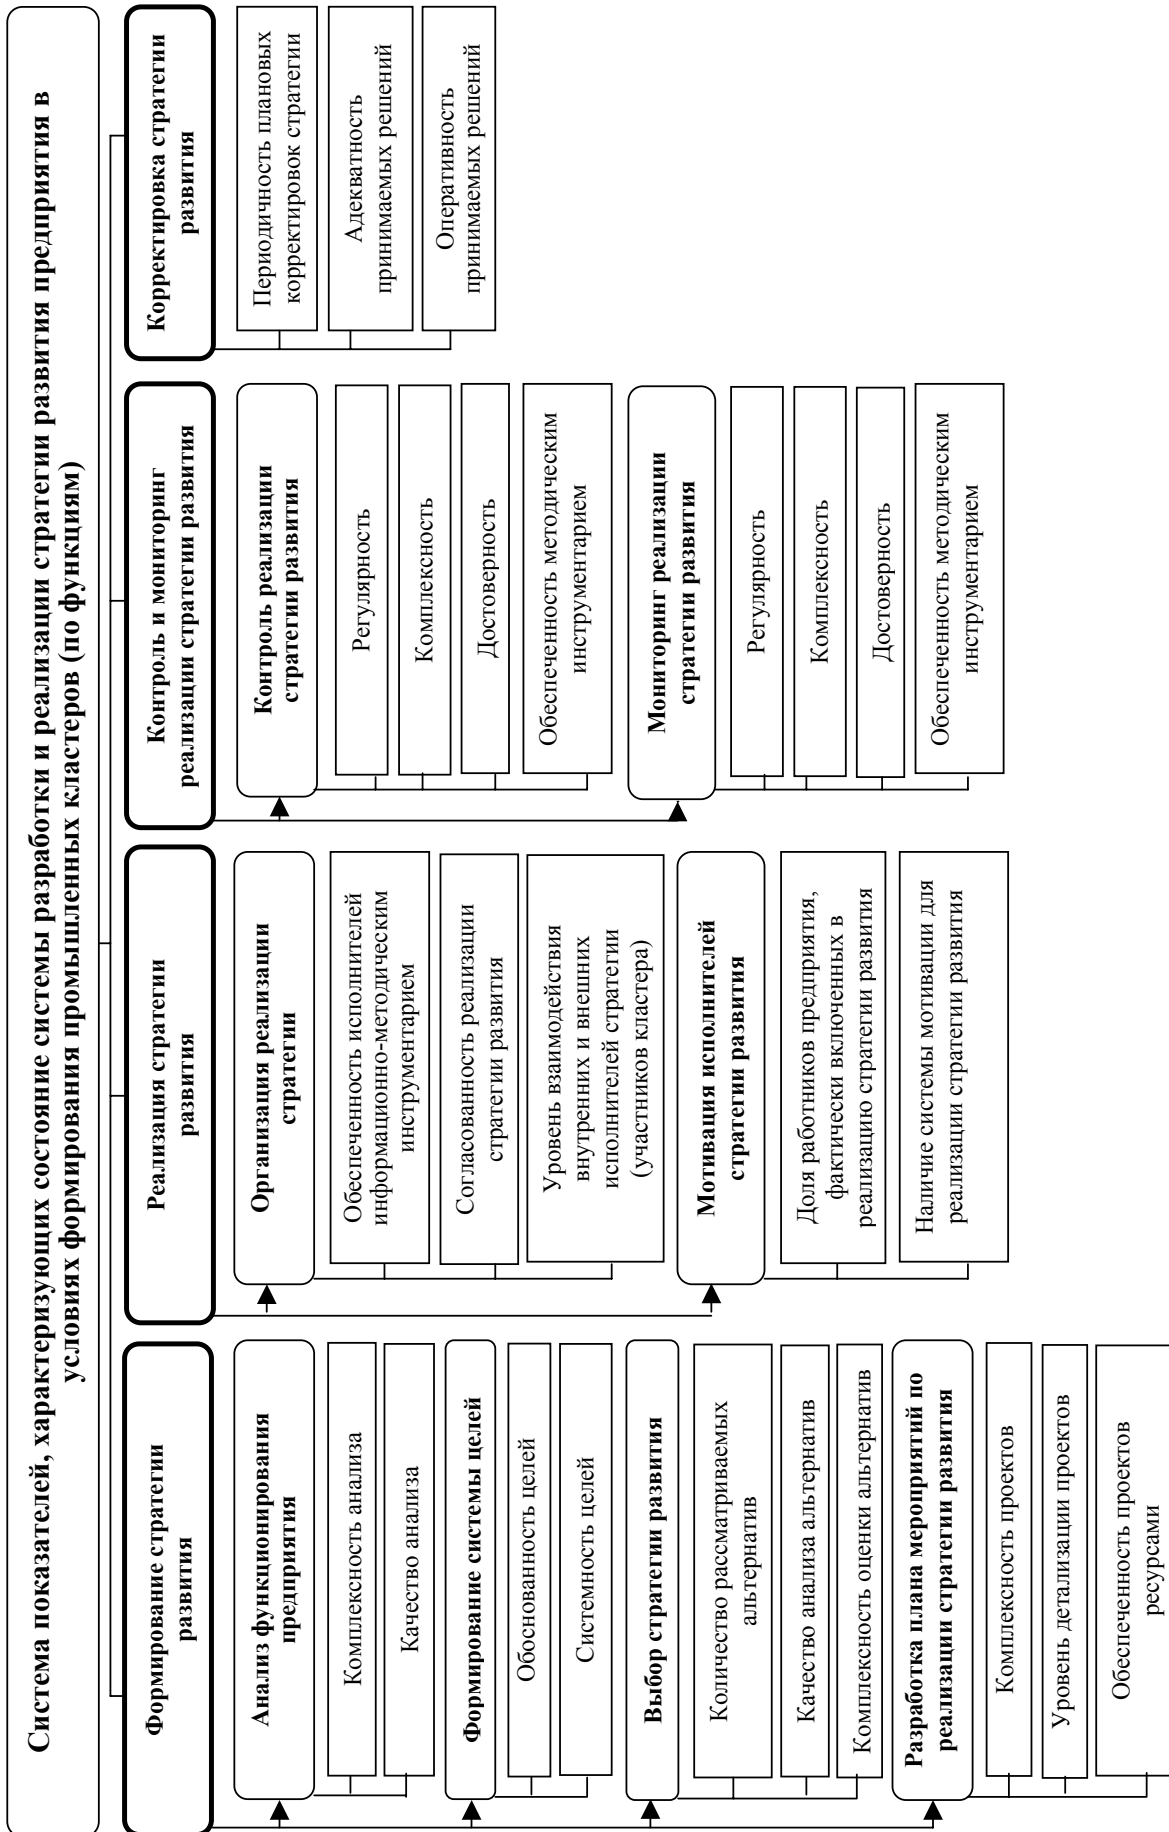 Система показателей, характеризующих состояние системы разработки и реализации стратегии развития предприятия в
условиях формирования промышленных кластеров (по функциям)
Формирование стратегии
развития
Анализ функционирования
предприятия
Комплексность анализа
Качество анализа
Формирование системы целей
Обоснованность целей
Системность целей
Выбор стратегии развития
Количество рассматриваемых
альтернатив
Качество анализа альтернатив
Комплексность оценки альтернатив
Разработка плана мероприятий по
реализации стратегии развития
Комплексность проектов
Уровень детализации проектов
Обеспеченность проектов
ресурсами
Реализация стратегии
развития
Организация реализации
стратегии
Обеспеченность исполнителей
информационно-методическим
инструментарием
Согласованность реализации
стратегии развития
Уровень взаимодействия
внутренних и внешних
исполнителей стратегии
(участников кластера)
Мотивация исполнителей
стратегии развития
Доля работников предприятия,
фактически включенных в
реализацию стратегии развития
Наличие системы мотивации для
реализации стратегии развития
Контроль и мониторинг
реализации стратегии развития
Контроль реализации
стратегии развития
Регулярность
Комплексность
Достоверность
Обеспеченность методическим
инструментарием
Мониторинг реализации
стратегии развития
Регулярность
Комплексность
Достоверность
Обеспеченность методическим
инструментарием
Корректировка стратегии
развития
Периодичность плановых
корректировок стратегии
Адекватность
принимаемых решений
Оперативность
принимаемых решений